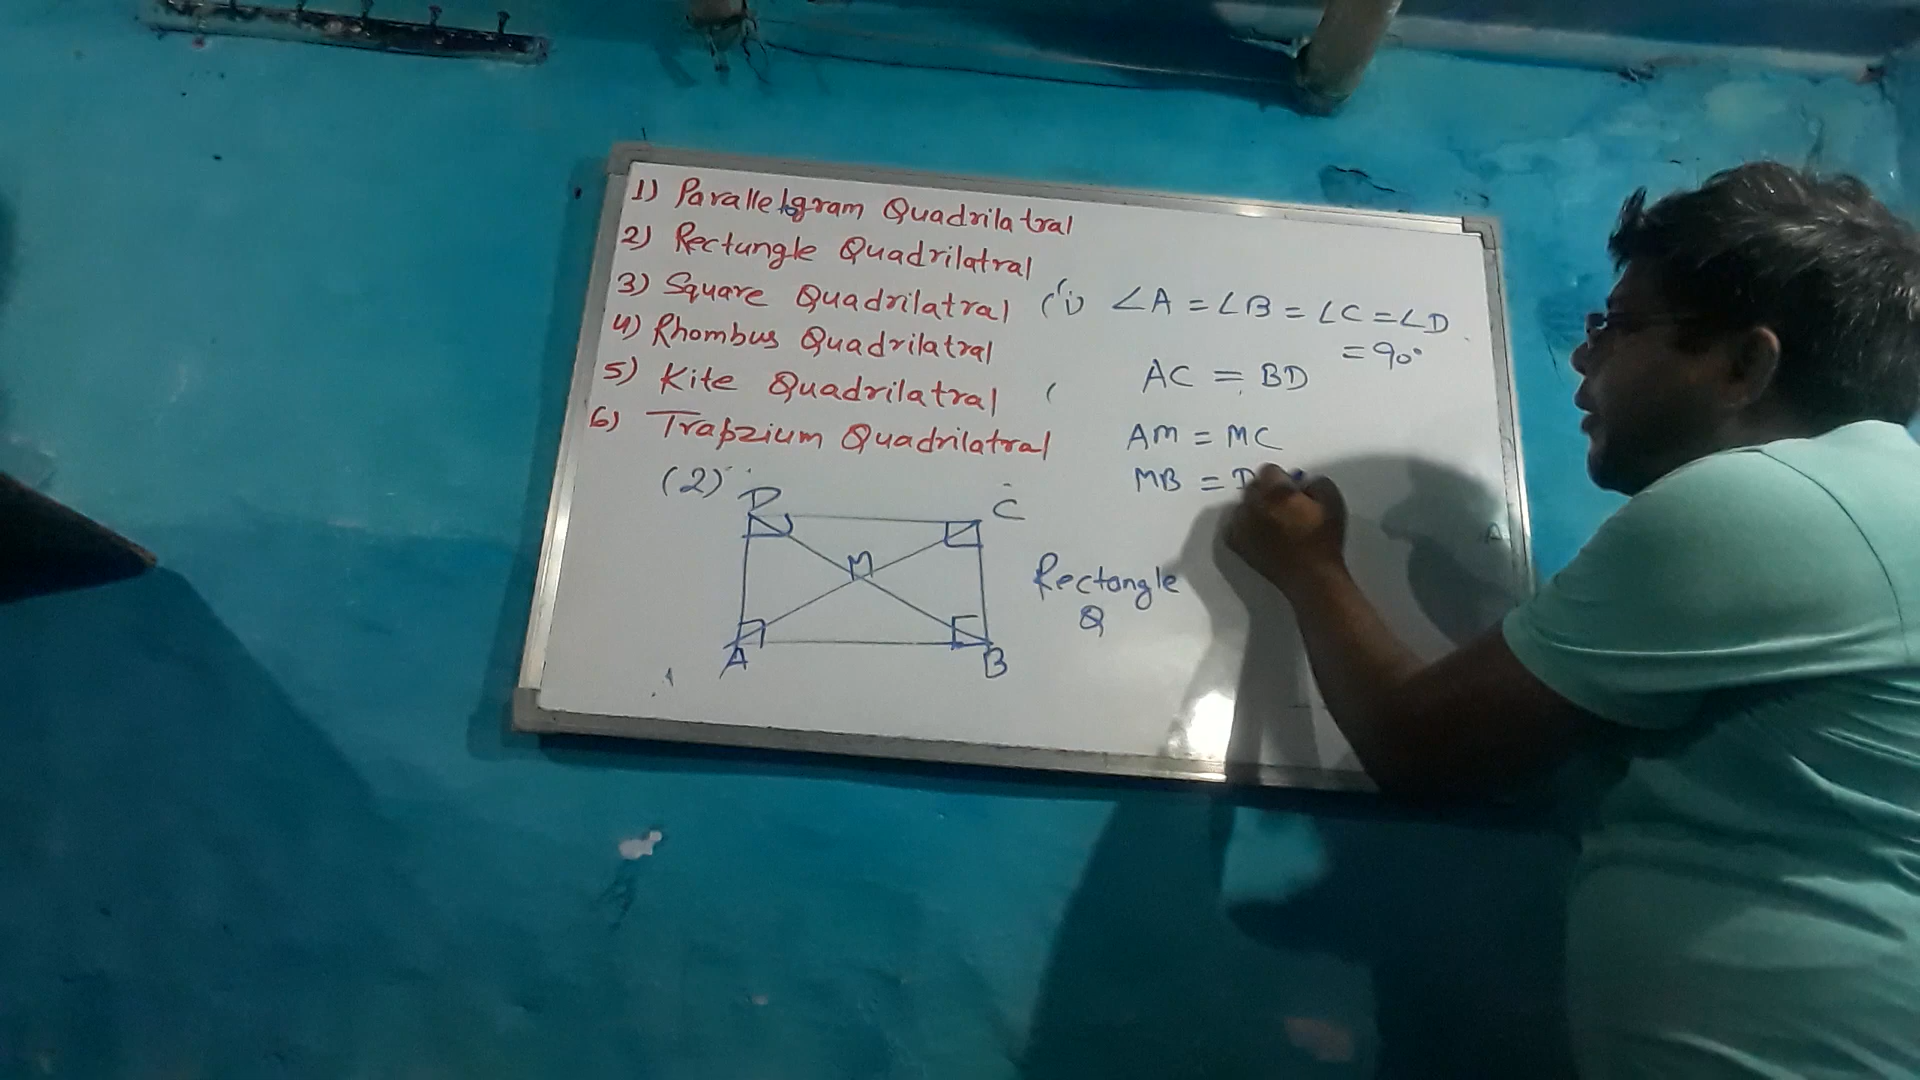 1) Parallelogram Quadrilatral
2) Rectungle Quadrilatral
3) Square Quadrilatral
4) Rhombus Quadrilatral
5) Kite Quadrilatral
6) Trapzium Quadrilatral
(i) ∠A = ∠B = ∠C = ∠D
= 90°
AC = BD
AM = MC
MB = D
(2)
D
C
M
A
B
Rectangle
Q